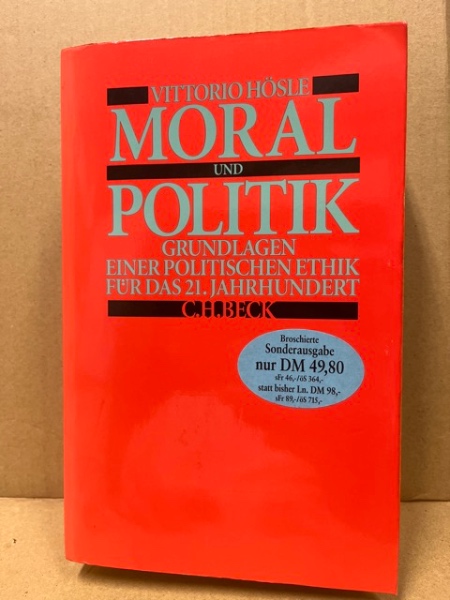 VITTORIO HÖSLE
MORAL
UND
POLITIK
GRUNDLAGEN
EINER POLITISCHEN ETHIK
FÜR DAS 21. JAHRHUNDERT
C.H.BECK
Broschierte
Sonderausgabe
nur DM 49,80
sFr 46,-/öS 364,-
statt bisher Ln. DM 98,-
sFr 89,-/öS 715,-